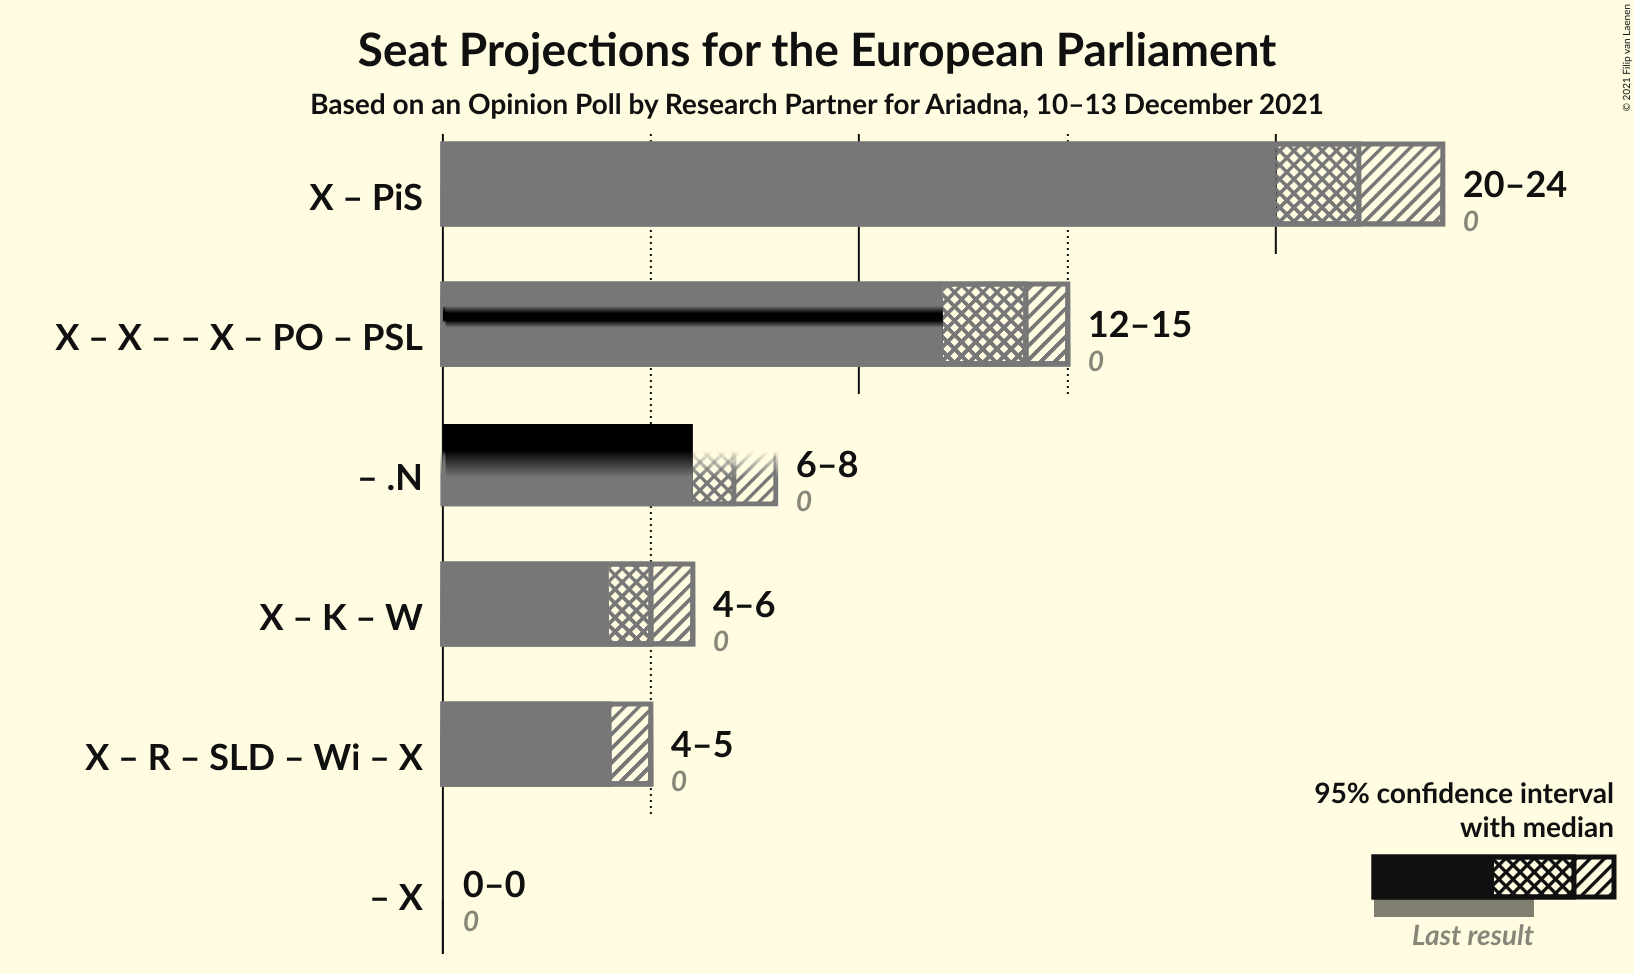 Seat Projections for the European Parliament
Based on an Opinion Poll by Research Partner for Ariadna, 10–13 December 2021
© 2021 Filip van Laenen
X – PiS
20–24
0
X – X – – X – PO – PSL
12–15
0
– .N
6–8
0
X – K – W
4–6
0
X – R – SLD – Wi – X
4–5
0
– X
0–0
0
95% confidence interval
with median
Last result